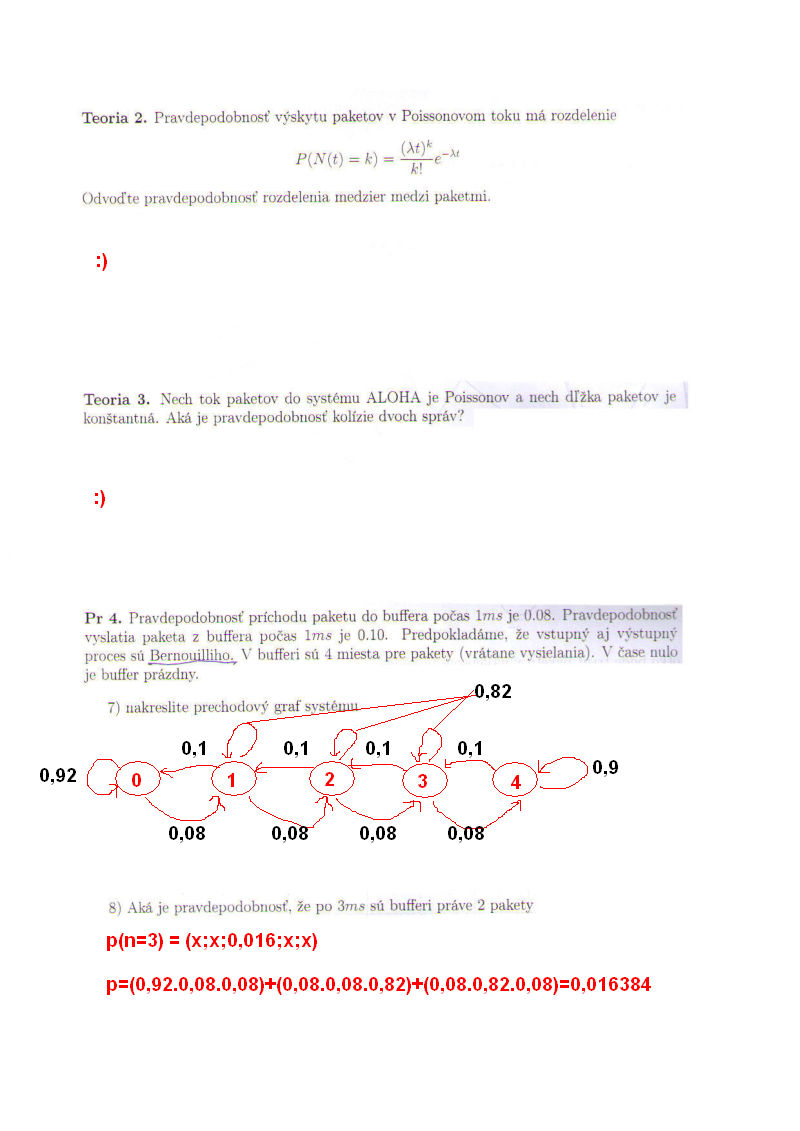 Teoria 2. Pravdepodobnosť výskytu paketov v Poissonovom toku má rozdelenie
P(N(t) = k) = (λt)^k / k! e^{-λt}
Odvoďte pravdepodobnosť rozdelenia medzier medzi paketmi.
:)
Teoria 3. Nech tok paketov do systému ALOHA je Poissonov a nech dĺžka paketov je
konštantná. Aká je pravdepodobnosť kolízie dvoch správ?
:)
Pr 4. Pravdepodobnosť príchodu paketu do buffera počas 1ms je 0.08. Pravdepodobnosť
vyslatia paketa z buffera počas 1ms je 0.10. Predpokladáme, že vstupný aj výstupný
proces sú Bernouilliho. V bufferi sú 4 miesta pre pakety (vrátane vysielania). V čase nulo
je buffer prázdny.
0,82
7) nakreslite prechodový graf systému
0,1 0,1 0,1 0,1
0,92 0 1 2 3 4 0,9
0,08 0,08 0,08 0,08
8) Aká je pravdepodobnosť, že po 3ms sú bufferi práve 2 pakety
p(n=3) = (x;x;0,016;x;x)
p=(0,92.0,08.0,08)+(0,08.0,08.0,82)+(0,08.0,82.0,08)=0,016384